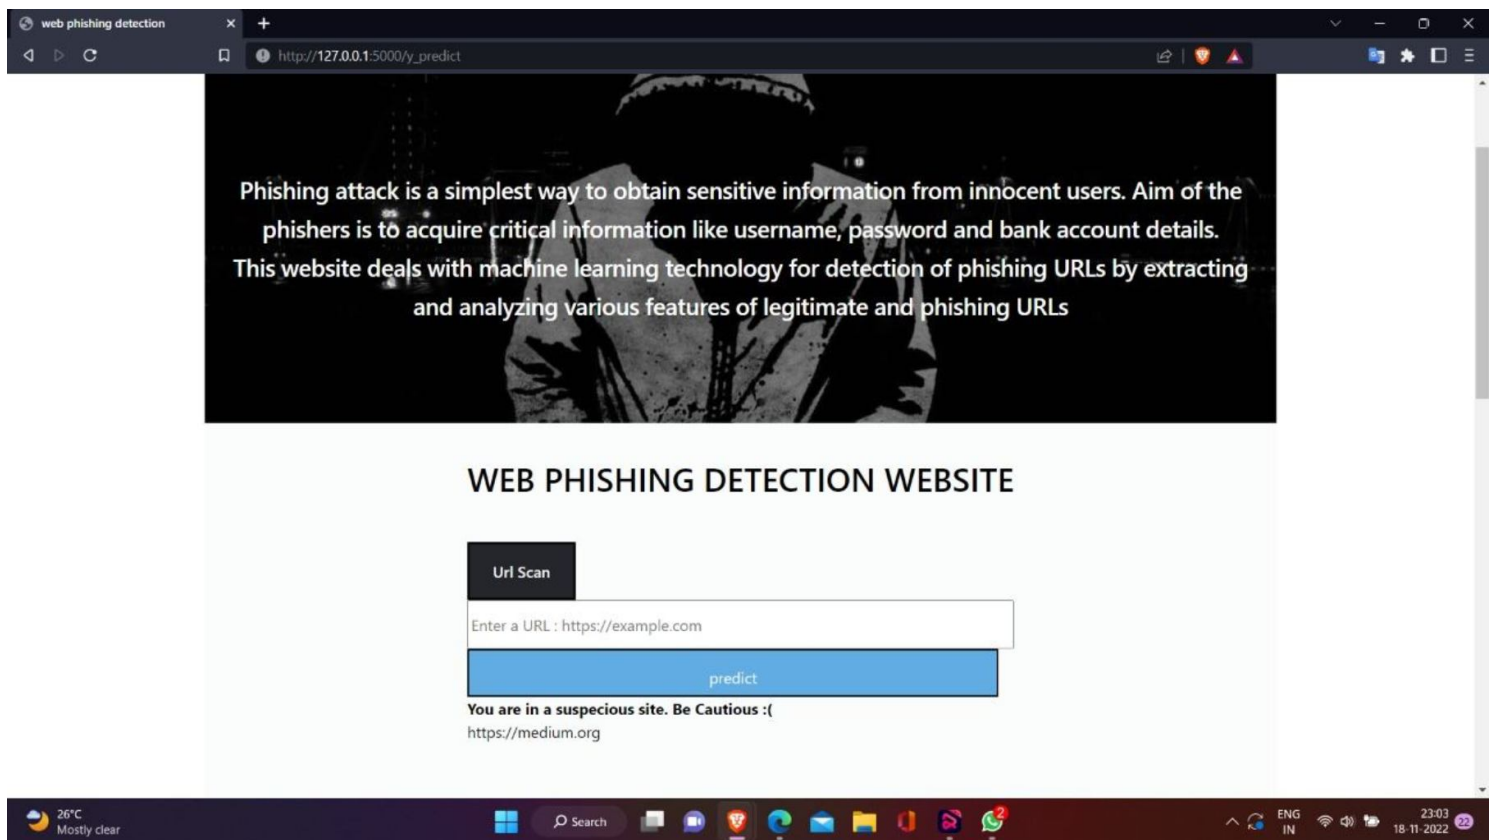 web phishing detection
http://127.0.0.1:5000/y_predict
Phishing attack is a simplest way to obtain sensitive information from innocent users. Aim of the
phishers is to acquire critical information like username, password and bank account details.
This website deals with machine learning technology for detection of phishing URLs by extracting
and analyzing various features of legitimate and phishing URLs
WEB PHISHING DETECTION WEBSITE
Url Scan
Enter a URL : https://example.com
predict
You are in a suspecious site. Be Cautious :(
https://medium.org
26°C
Mostly clear
Search
2
ENG
IN
23:03
18-11-2022
22